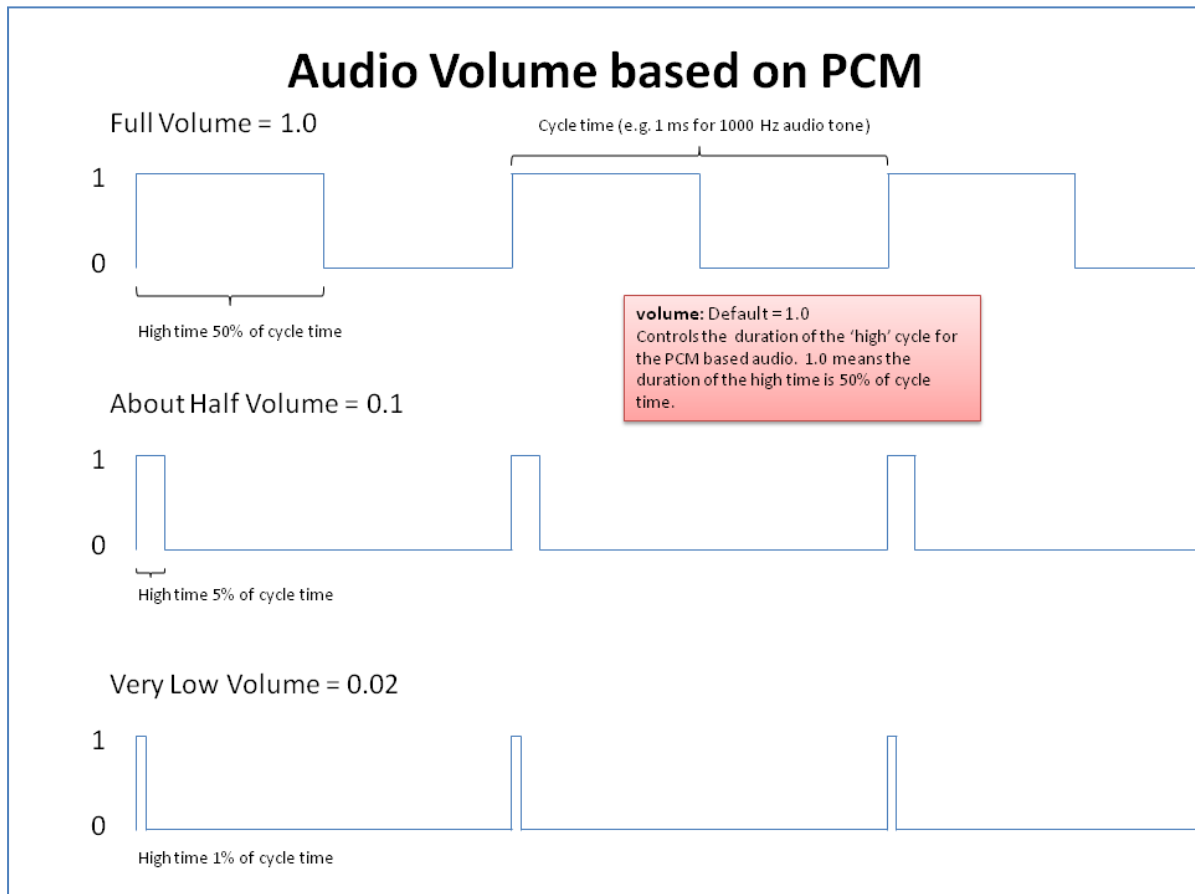 Audio Volume based on PCM
Full Volume = 1.0
Cycle time (e.g. 1 ms for 1000 Hz audio tone)
1
0
High time 50% of cycle time
volume: Default = 1.0
Controls the duration of the ‘high’ cycle for
the PCM based audio. 1.0 means the
duration of the high time is 50% of cycle
time.
About Half Volume = 0.1
1
0
High time 5% of cycle time
Very Low Volume = 0.02
1
0
High time 1% of cycle time